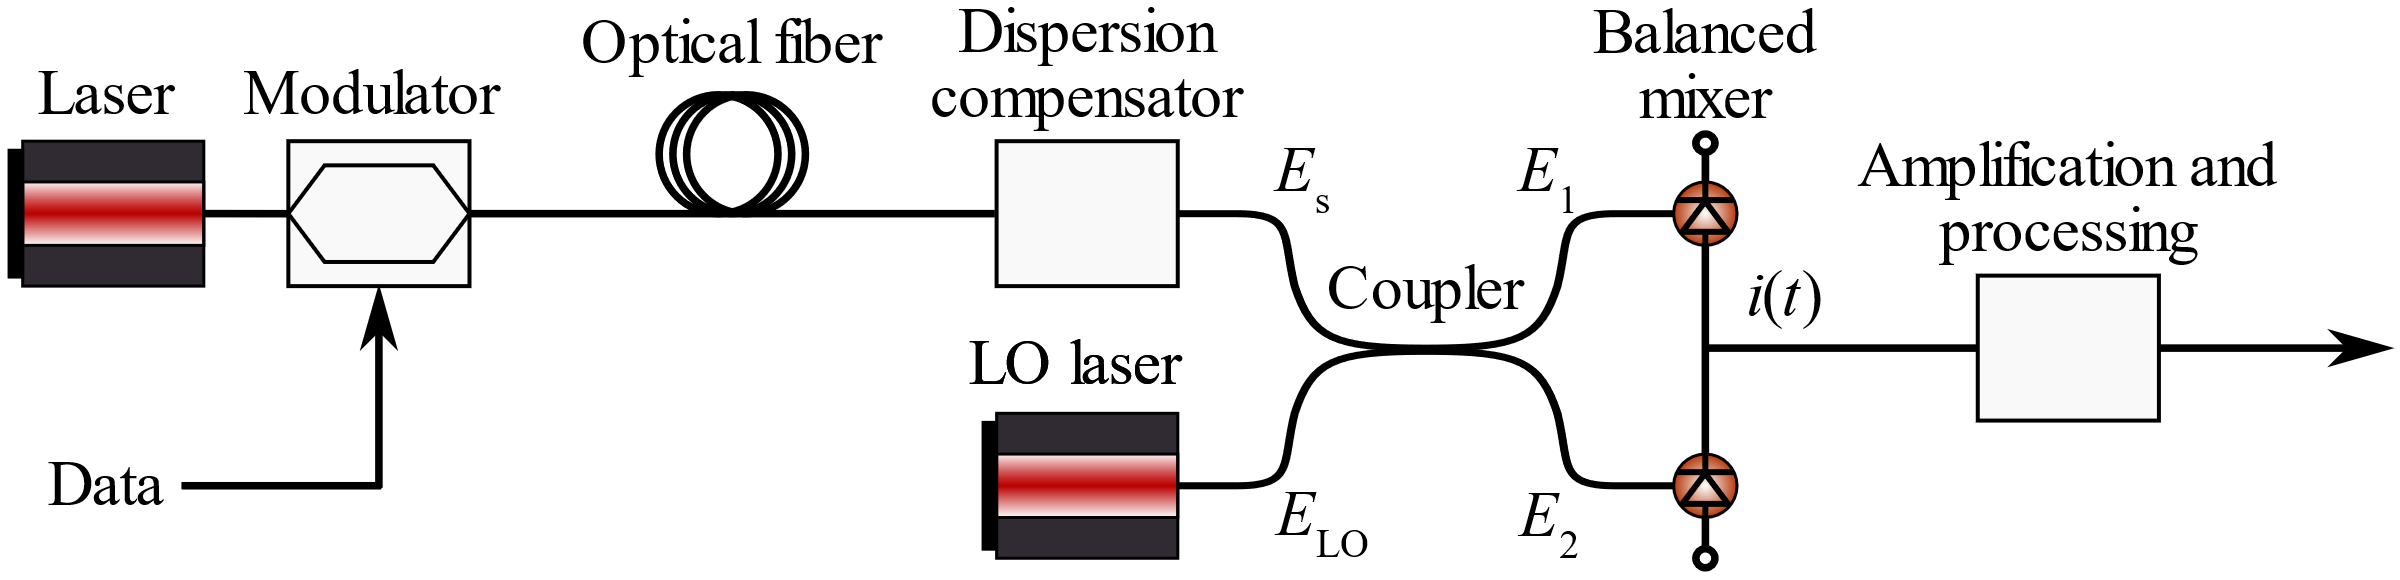 Laser
Modulator
Optical fiber
Dispersion
compensator
Balanced
mixer
Amplification and
processing
Data
LO laser
Coupler
Es
ELO
E1
E2
i(t)